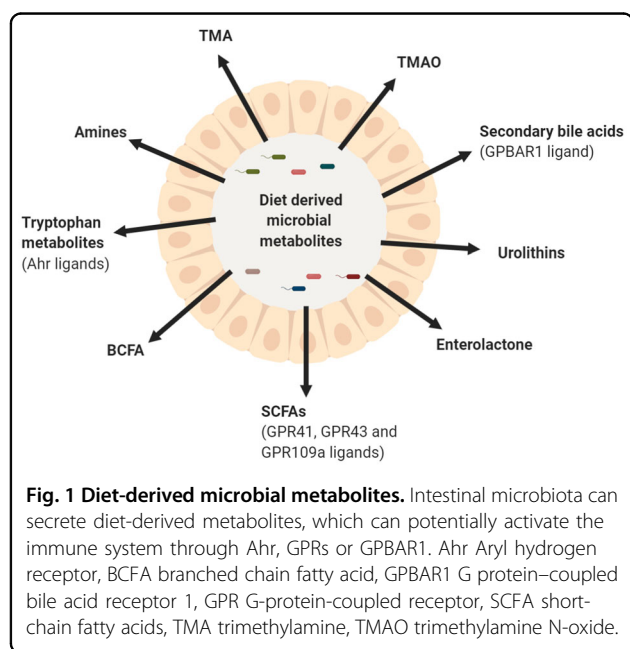 TMA
TMAO
Amines
Secondary bile acids
(GPBAR1 ligand)
Diet derived
microbial
metabolites
Tryptophan
metabolites
(Ahr ligands)
Urolithins
BCFA
Enterolactone
SCFAs
(GPR41, GPR43 and
GPR109a ligands)
Fig. 1 Diet-derived microbial metabolites. Intestinal microbiota can
secrete diet-derived metabolites, which can potentially activate the
immune system through Ahr, GPRs or GPBAR1. Ahr Aryl hydrogen
receptor, BCFA branched chain fatty acid, GPBAR1 G protein–coupled
bile acid receptor 1, GPR G-protein-coupled receptor, SCFA short-
chain fatty acids, TMA trimethylamine, TMAO trimethylamine N-oxide.